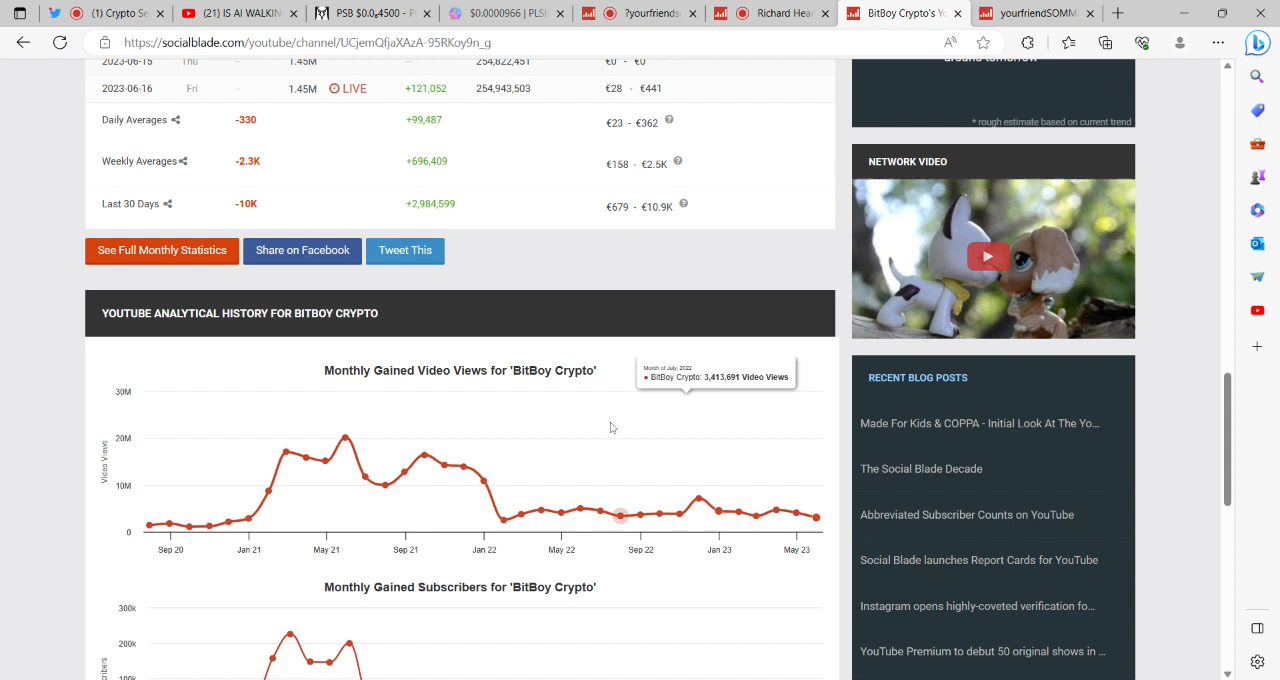 (1) Crypto Se
(21) IS AI WALKIN
PSB $0.0₈4500 - P
$0.0000966 | PLSB
?yourfriends
Richard Hear
BitBoy Crypto's Yo
yourfriendSOMM
https://socialblade.com/youtube/channel/UCjemQfjaXAzA-95RKoy9n_g
2023-06-15 Thu -- 1.45M -- 254,822,451 €0 - €0
2023-06-16 Fri -- 1.45M LIVE +121,052 254,943,503 €28 - €441
Daily Averages -330 +99,487 €23 - €362
Weekly Averages -2.3K +696,409 €158 - €2.5K
Last 30 Days -10K +2,984,599 €679 - €10.9K
See Full Monthly Statistics
Share on Facebook
Tweet This
YOUTUBE ANALYTICAL HISTORY FOR BITBOY CRYPTO
Monthly Gained Video Views for 'BitBoy Crypto'
Month of July, 2022
● BitBoy Crypto: 3,413,691 Video Views
30M
20M
10M
0
Video Views
Sep 20 Jan 21 May 21 Sep 21 Jan 22 May 22 Sep 22 Jan 23 May 23
Monthly Gained Subscribers for 'BitBoy Crypto'
300k
200k
100k
around tomorrow
* rough estimate based on current trend
NETWORK VIDEO
RECENT BLOG POSTS
Made For Kids & COPPA - Initial Look At The Yo...
The Social Blade Decade
Abbreviated Subscriber Counts on YouTube
Social Blade launches Report Cards for YouTube
Instagram opens highly-coveted verification fo...
YouTube Premium to debut 50 original shows in ...